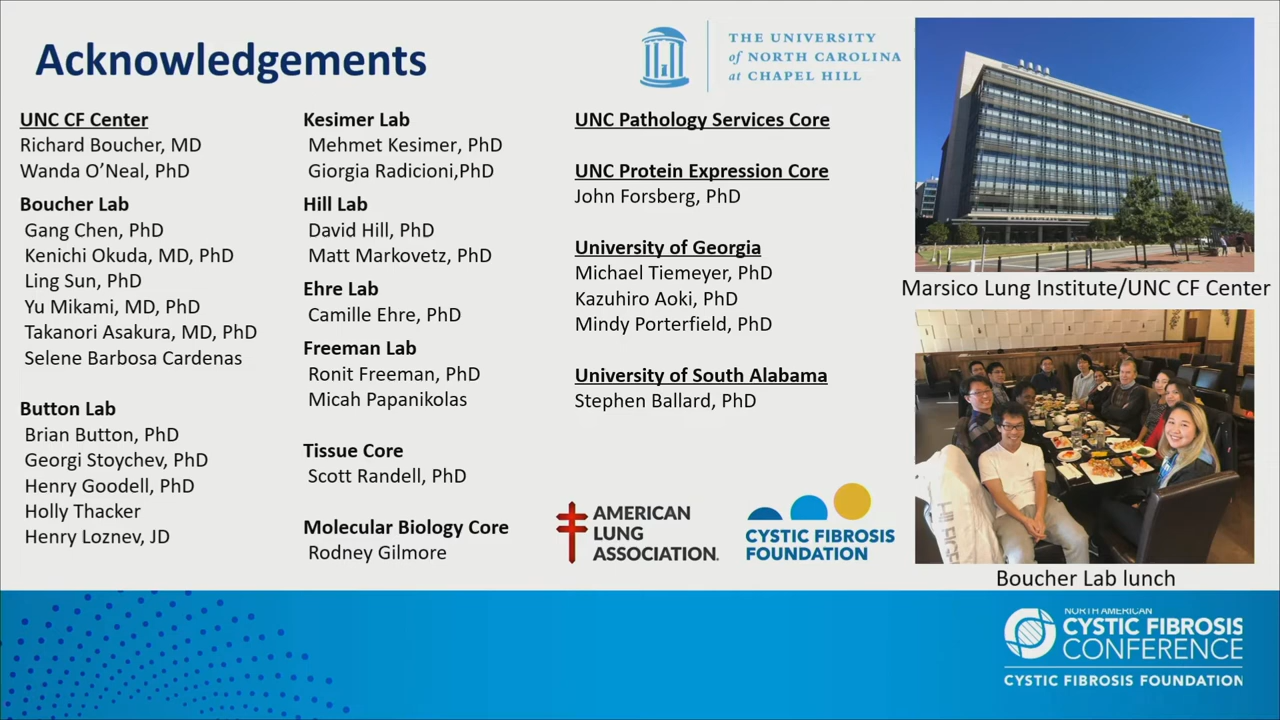 Acknowledgements
THE UNIVERSITY
of NORTH CAROLINA
at CHAPEL HILL
UNC CF Center
Richard Boucher, MD
Wanda O’Neal, PhD
Boucher Lab
Gang Chen, PhD
Kenichi Okuda, MD, PhD
Ling Sun, PhD
Yu Mikami, MD, PhD
Takanori Asakura, MD, PhD
Selene Barbosa Cardenas
Button Lab
Brian Button, PhD
Georgi Stoychev, PhD
Henry Goodell, PhD
Holly Thacker
Henry Loznev, JD
Kesimer Lab
Mehmet Kesimer, PhD
Giorgia Radicioni,PhD
Hill Lab
David Hill, PhD
Matt Markovetz, PhD
Ehre Lab
Camille Ehre, PhD
Freeman Lab
Ronit Freeman, PhD
Micah Papanikolas
Tissue Core
Scott Randell, PhD
Molecular Biology Core
Rodney Gilmore
UNC Pathology Services Core
UNC Protein Expression Core
John Forsberg, PhD
University of Georgia
Michael Tiemeyer, PhD
Kazuhiro Aoki, PhD
Mindy Porterfield, PhD
University of South Alabama
Stephen Ballard, PhD
AMERICAN
LUNG
ASSOCIATION.
CYSTIC FIBROSIS
FOUNDATION
Marsico Lung Institute/UNC CF Center
Boucher Lab lunch
NORTH AMERICAN
CYSTIC FIBROSIS
CONFERENCE
CYSTIC FIBROSIS FOUNDATION